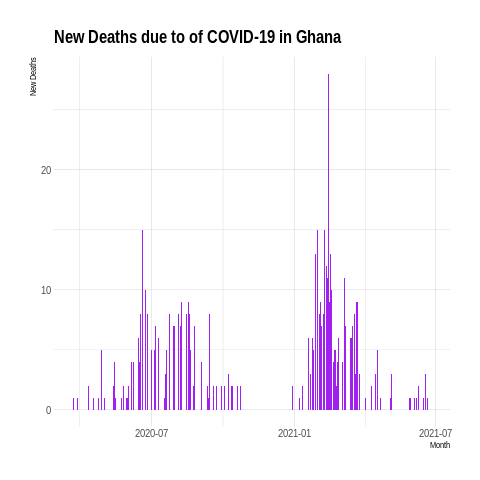 New Deaths due to of COVID-19 in Ghana
New Deaths
20
10
0
2020-07
2021-01
2021-07
Month